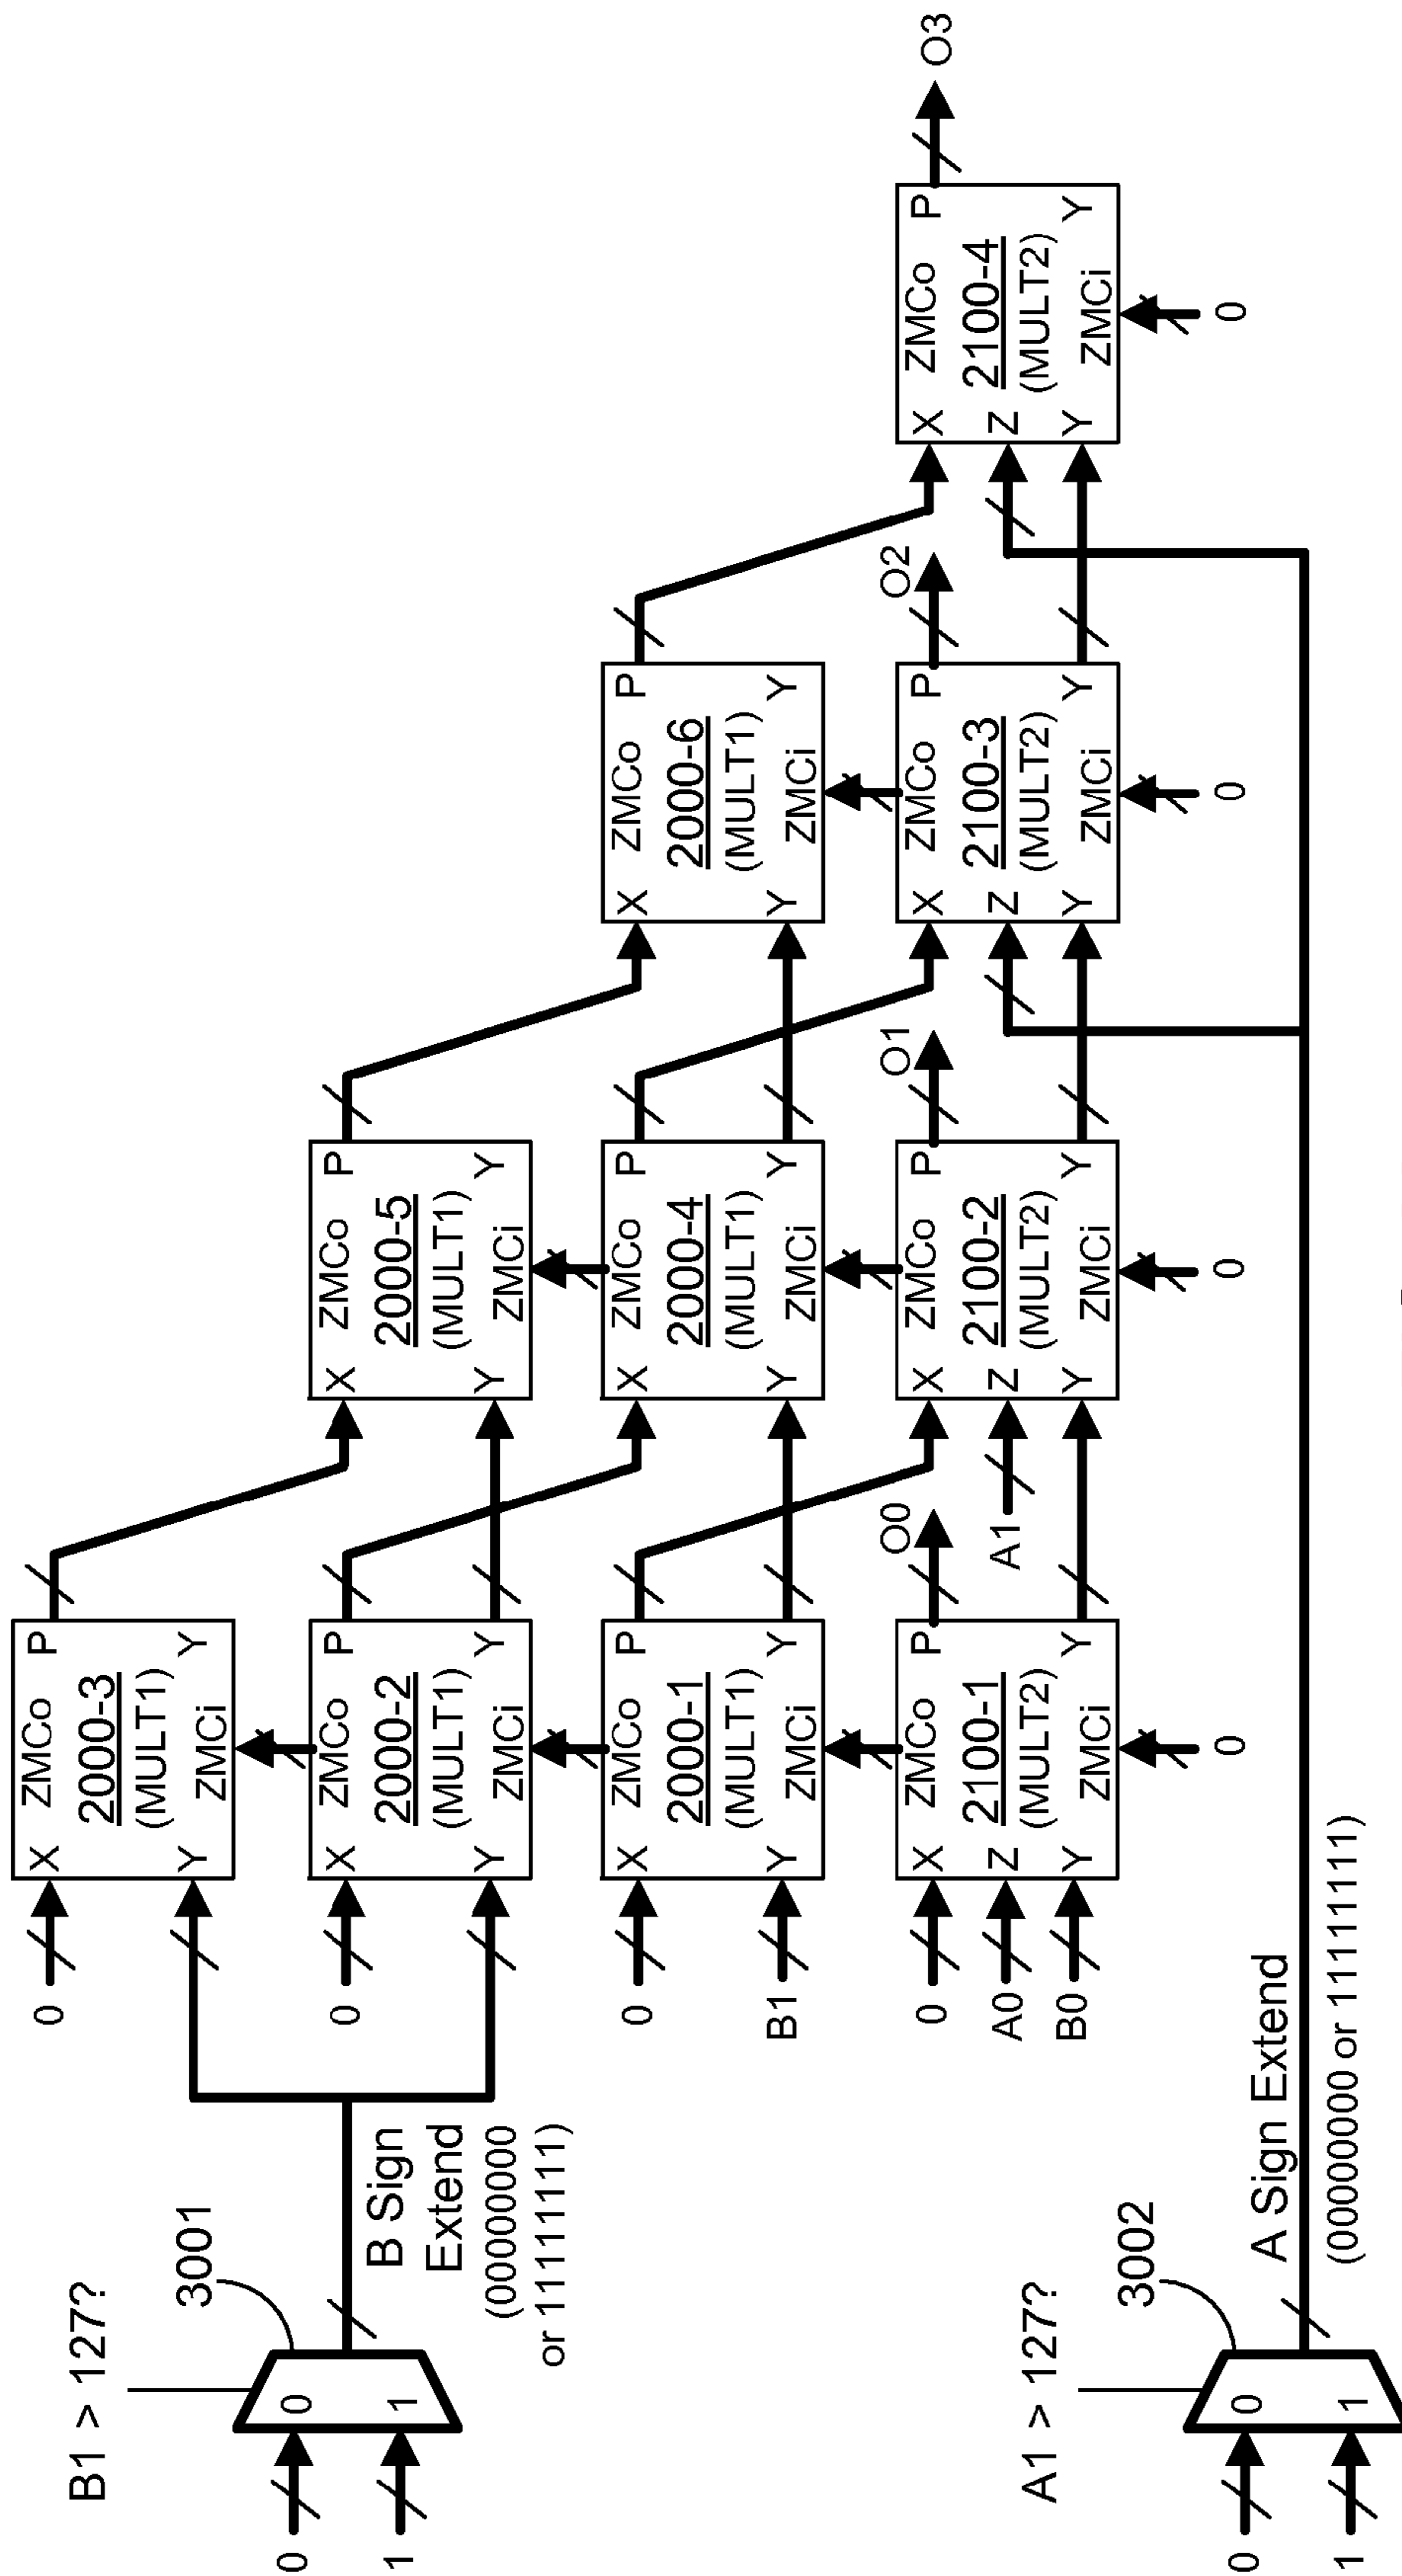 B1 > 127?
3001
0
1
0
1
B Sign
Extend
(00000000
or 11111111)
A1 > 127?
3002
0
1
0
1
A Sign Extend
(00000000 or 11111111)
0
X ZMCo P
2000-3
(MULT1)
Y Y
ZMCi
0
X ZMCo P
2000-2
(MULT1)
Y Y
ZMCi
0
B1
X ZMCo P
2000-1
(MULT1)
Y Y
ZMCi
0
A0
B0
X ZMCo P
Z 2100-1
(MULT2)
Y Y
ZMCi
0
O0
A1
X ZMCo P
2000-5
(MULT1)
Y Y
ZMCi
X ZMCo P
2000-4
(MULT1)
Y Y
ZMCi
X ZMCo P
Z 2100-2
(MULT2)
Y Y
ZMCi
0
O1
X ZMCo P
2000-6
(MULT1)
Y Y
ZMCi
X ZMCo P
Z 2100-3
(MULT2)
Y Y
ZMCi
0
O2
X ZMCo P
Z 2100-4
(MULT2)
Y Y
ZMCi
0
O3